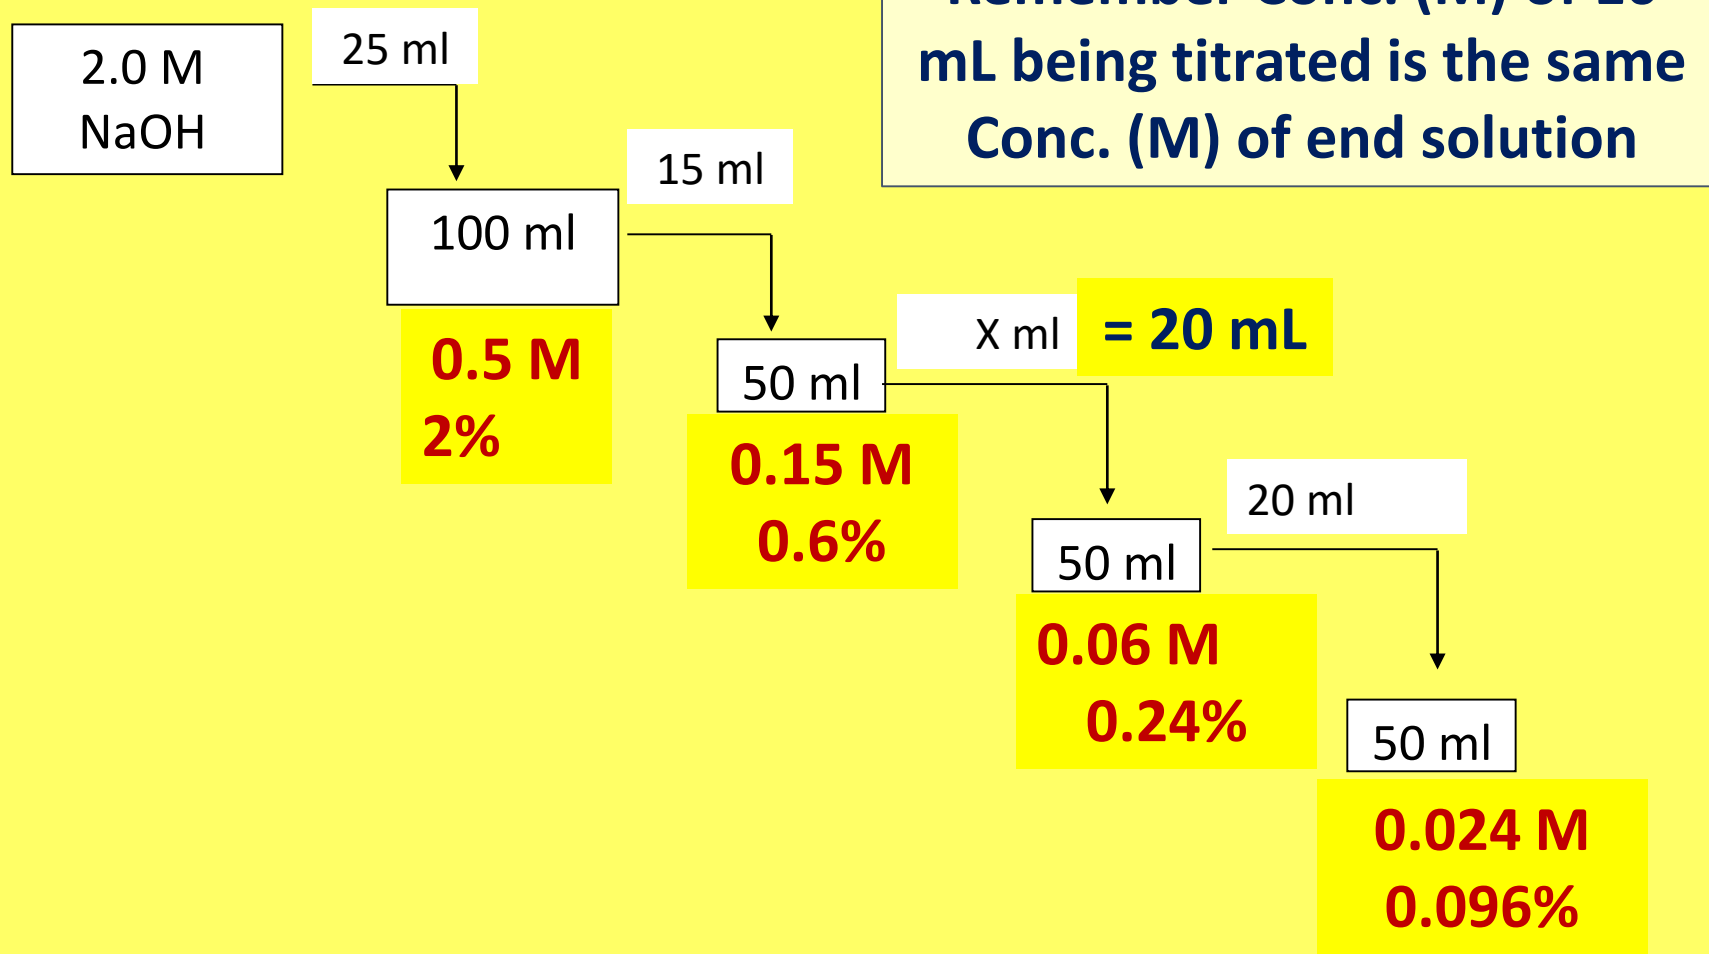 2.0 M
NaOH
25 ml
mL being titrated is the same
Conc. (M) of end solution
15 ml
100 ml
0.5 M
2%
X ml = 20 mL
50 ml
0.15 M
0.6%
20 ml
50 ml
0.06 M
0.24%
50 ml
0.024 M
0.096%